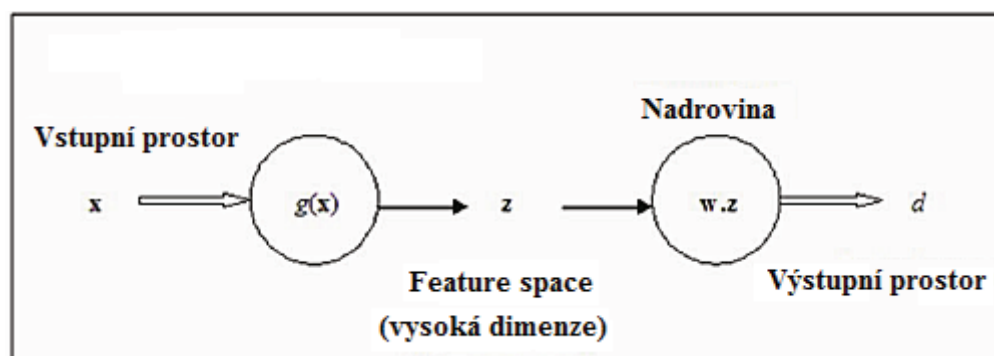 Nadrovina
Vstupní prostor
x
g(x)
z
w.z
d
Feature space
(vysoká dimenze)
Výstupní prostor